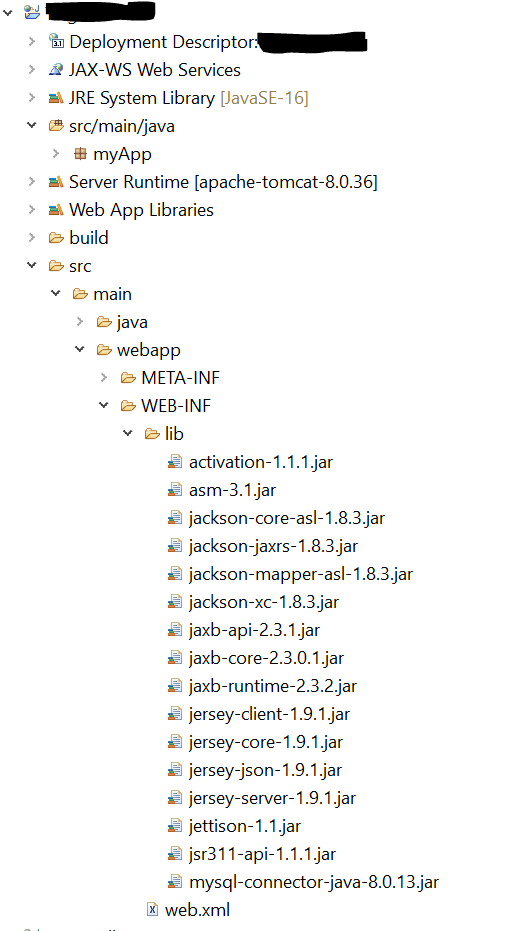 Deployment Descriptor:
JAX-WS Web Services
JRE System Library [JavaSE-16]
src/main/java
myApp
Server Runtime [apache-tomcat-8.0.36]
Web App Libraries
build
src
main
java
webapp
META-INF
WEB-INF
lib
activation-1.1.1.jar
asm-3.1.jar
jackson-core-asl-1.8.3.jar
jackson-jaxrs-1.8.3.jar
jackson-mapper-asl-1.8.3.jar
jackson-xc-1.8.3.jar
jaxb-api-2.3.1.jar
jaxb-core-2.3.0.1.jar
jaxb-runtime-2.3.2.jar
jersey-client-1.9.1.jar
jersey-core-1.9.1.jar
jersey-json-1.9.1.jar
jersey-server-1.9.1.jar
jettison-1.1.jar
jsr311-api-1.1.1.jar
mysql-connector-java-8.0.13.jar
web.xml